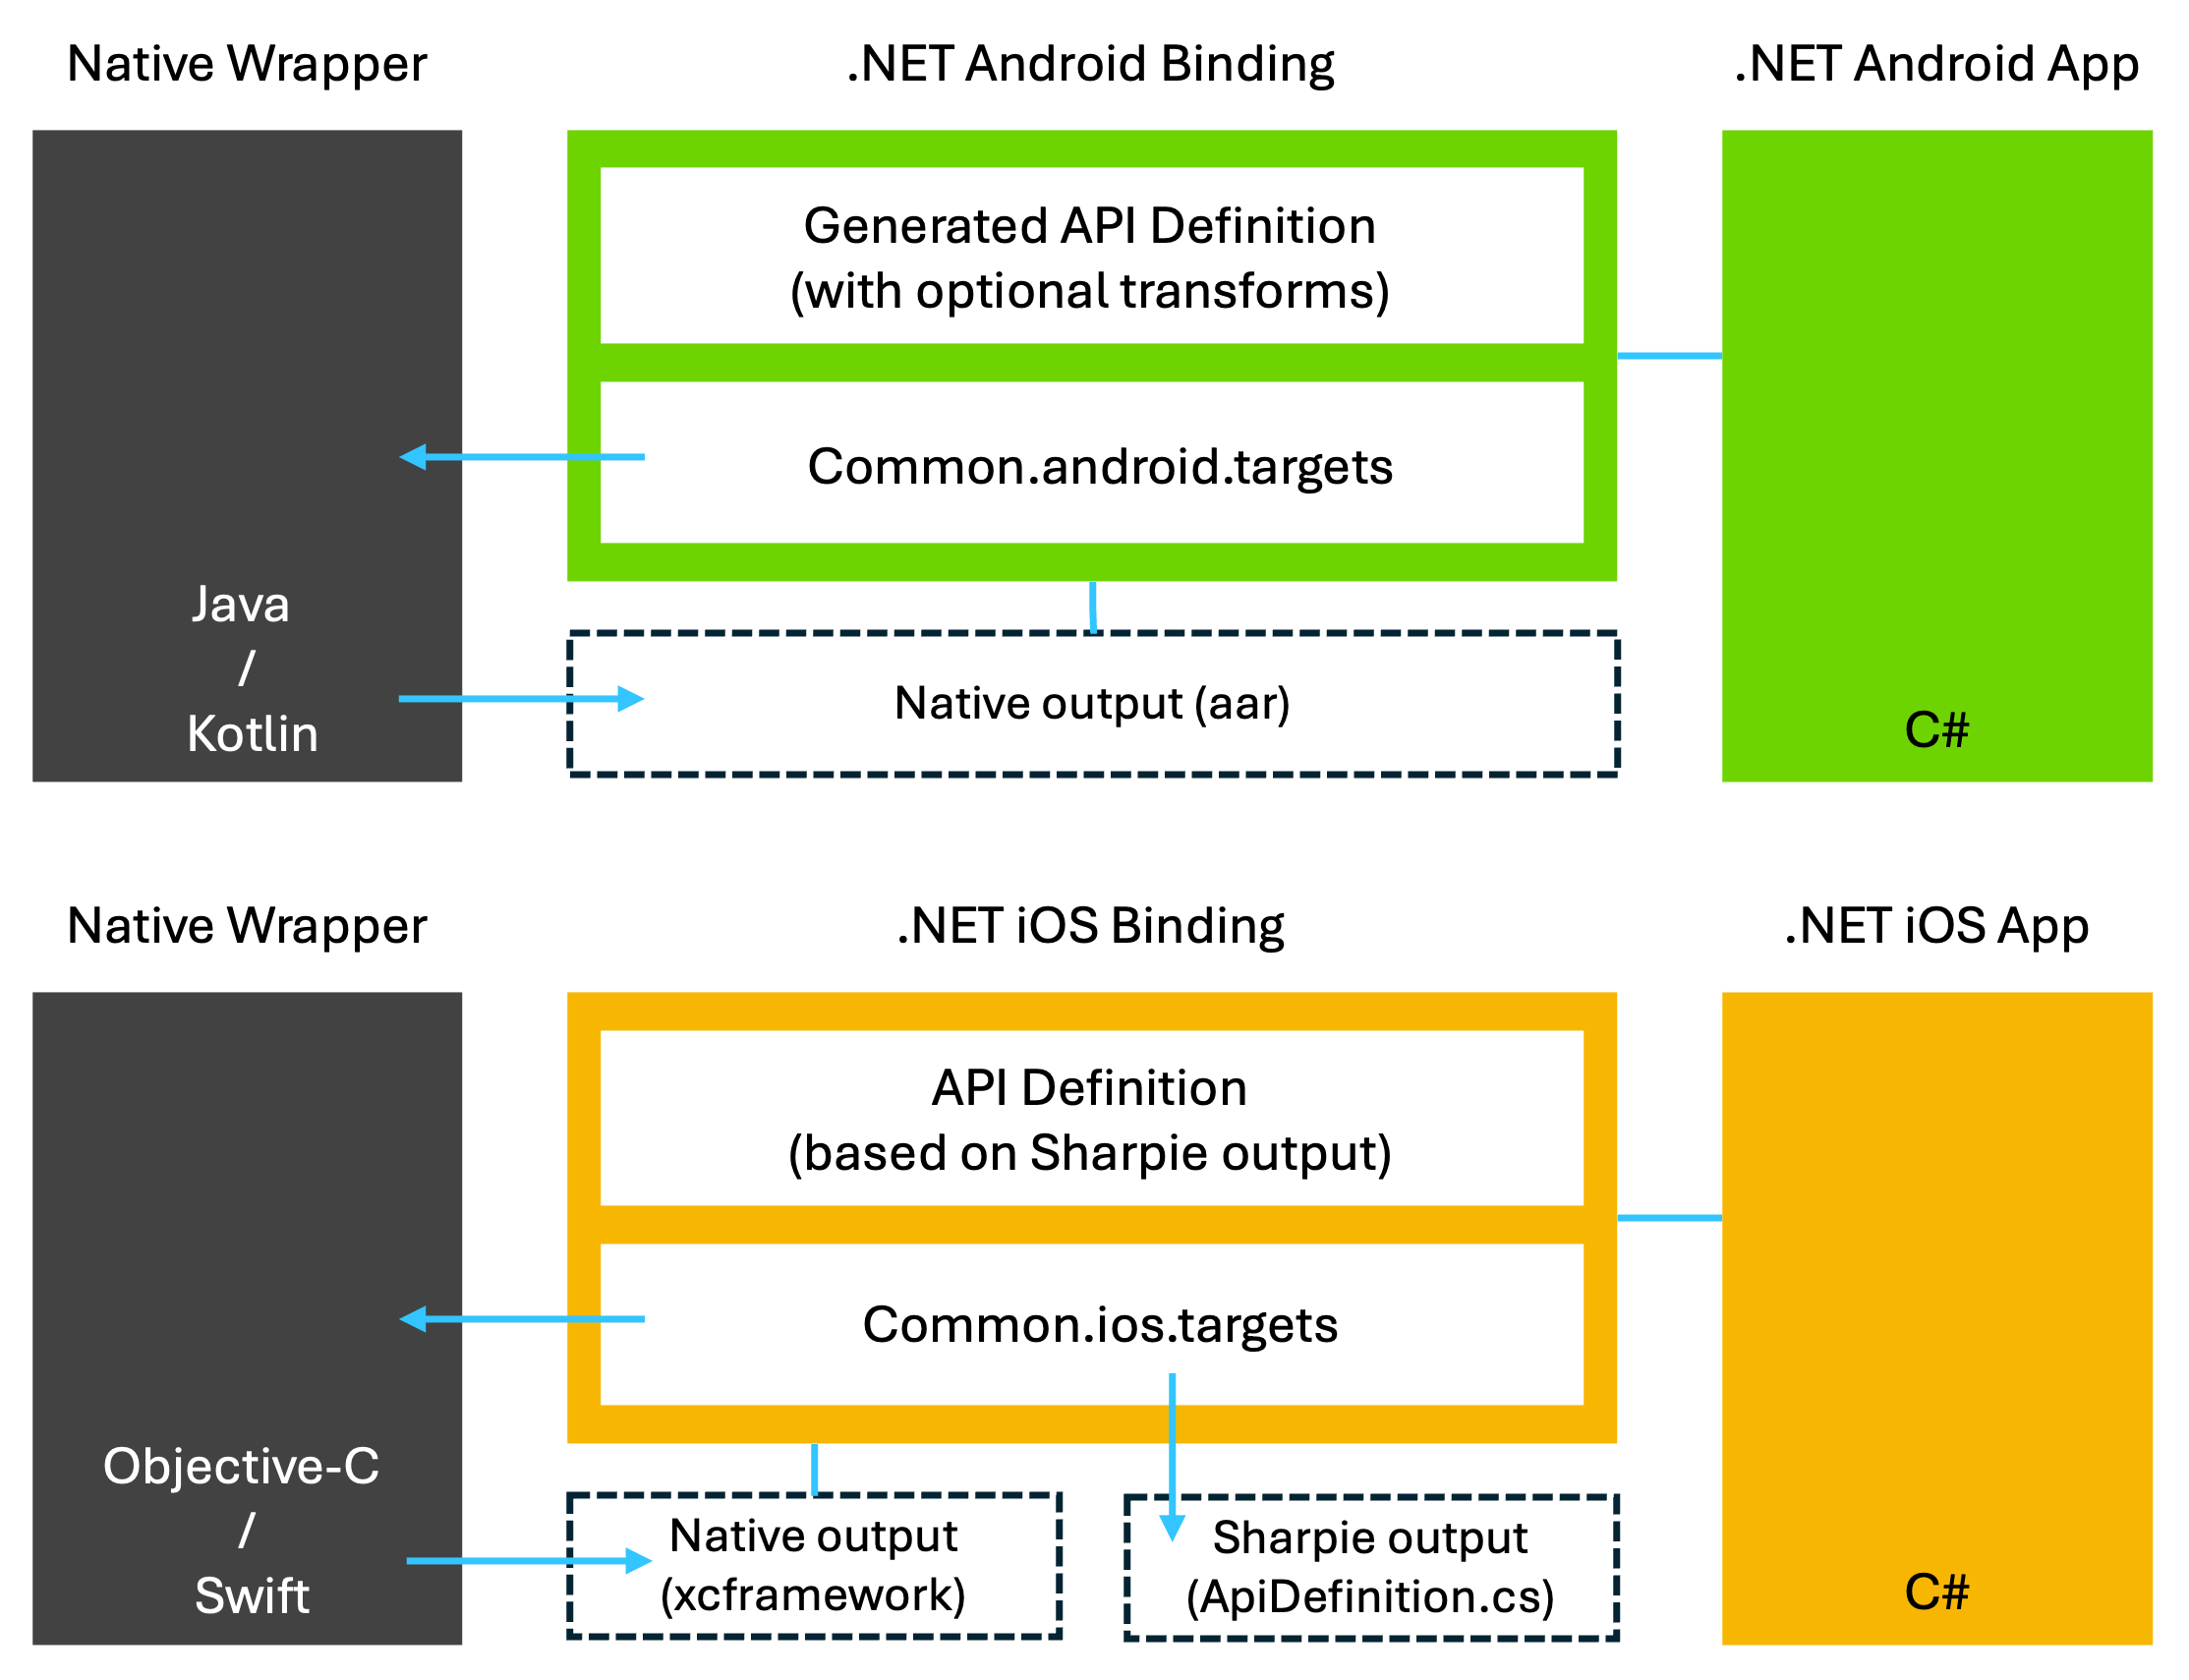 Native Wrapper
.NET Android Binding
.NET Android App
Generated API Definition
(with optional transforms)
Common.android.targets
Java
/
Kotlin
Native output (aar)
C#
Native Wrapper
.NET iOS Binding
.NET iOS App
API Definition
(based on Sharpie output)
Common.ios.targets
Objective-C
/
Swift
Native output
(xcframework)
Sharpie output
(ApiDefinition.cs)
C#